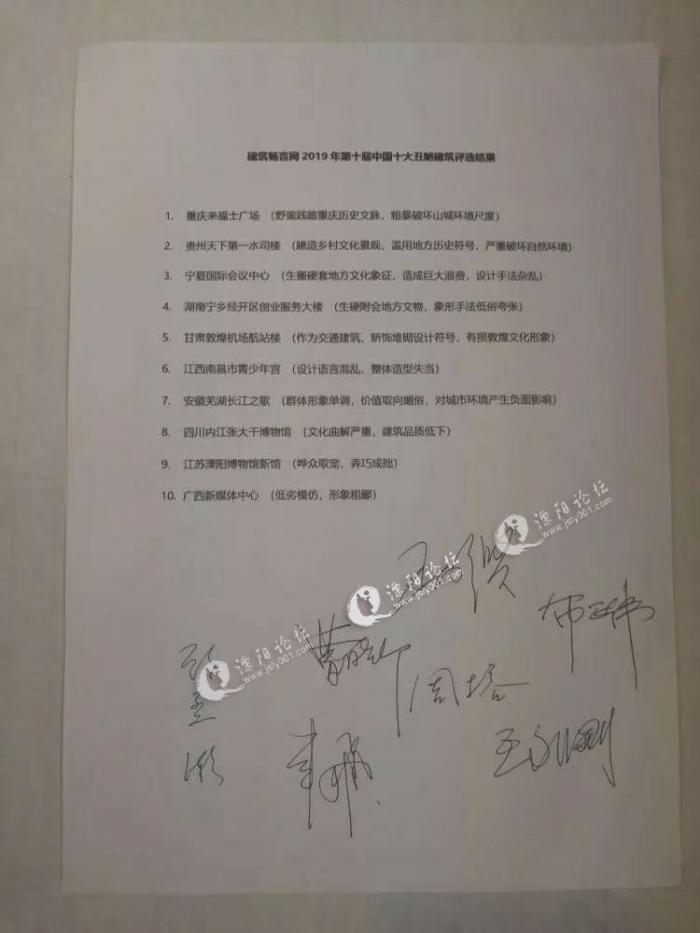 建筑畅言网 2019 年第十届中国十大丑陋建筑评选结果
1. 重庆来福士广场 （野蛮践踏重庆历史文脉，粗暴破坏山城环境尺度）
2. 贵州天下第一水司楼 （臆造乡村文化景观，滥用地方历史符号，严重破坏自然环境）
3. 宁夏国际会议中心 （生搬硬套地方文化象征，造成巨大浪费，设计手法杂乱）
4. 湖南宁乡经开区创业服务大楼 （生硬附会地方文物，象形手法低俗夸张）
5. 甘肃敦煌机场航站楼 （作为交通建筑，矫饰堆砌设计符号，有损敦煌文化形象）
6. 江西南昌市青少年宫 （设计语言混乱，整体造型失当）
7. 安徽芜湖长江之歌 （群体形象单调，价值取向媚俗，对城市环境产生负面影响）
8. 四川内江张大千博物馆 （文化曲解严重，建筑品质低下）
9. 江苏溧阳博物馆新馆 （哗众取宠，弄巧成拙）
10. 广西新媒体中心 （低劣模仿，形象粗鄙）
溧阳论坛
www.jsly001.com
溧阳论坛
www.jsly001.com
溧阳论坛
www.jsly001.com
周榕